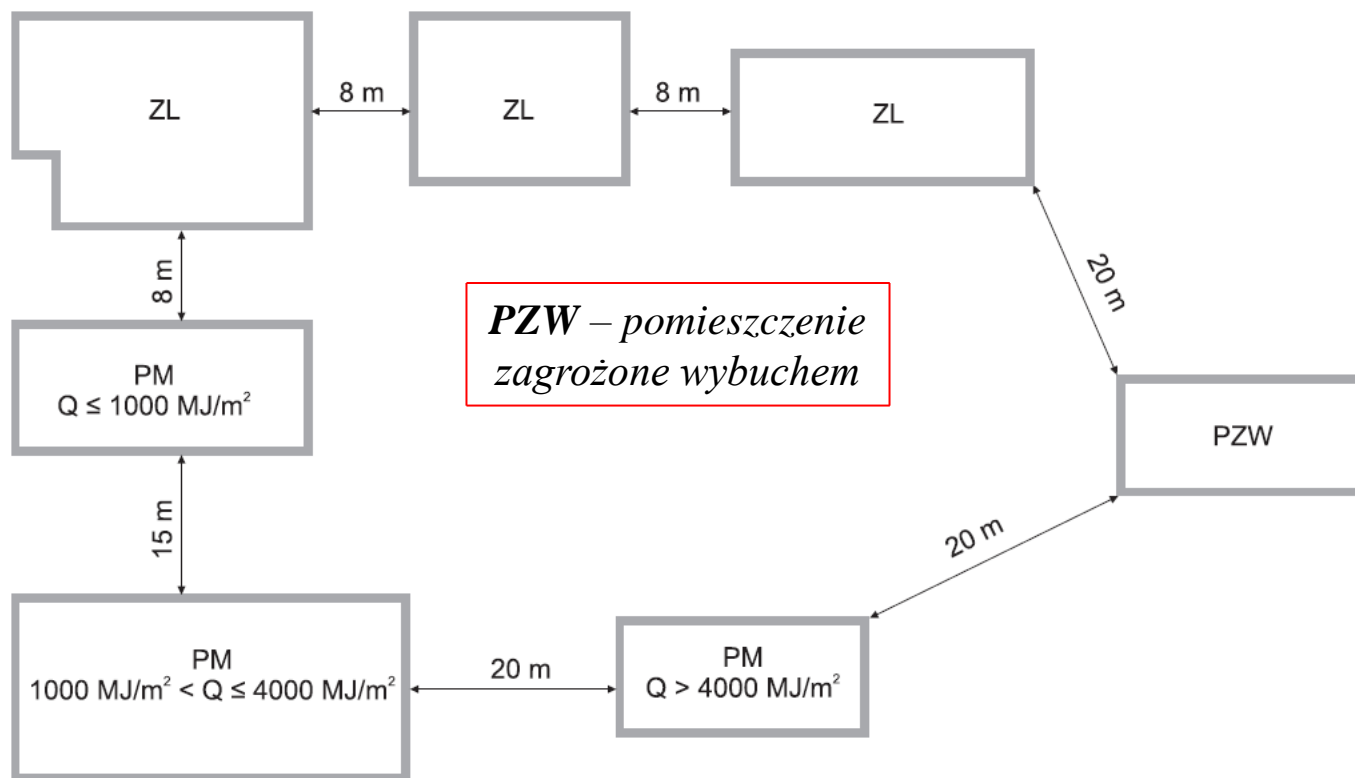 ZL
8 m
ZL
8 m
ZL
8 m
20 m
PZW – pomieszczenie
zagrożone wybuchem
PM
Q ≤ 1000 MJ/m²
PZW
15 m
20 m
PM
1000 MJ/m² < Q ≤ 4000 MJ/m²
20 m
PM
Q > 4000 MJ/m²